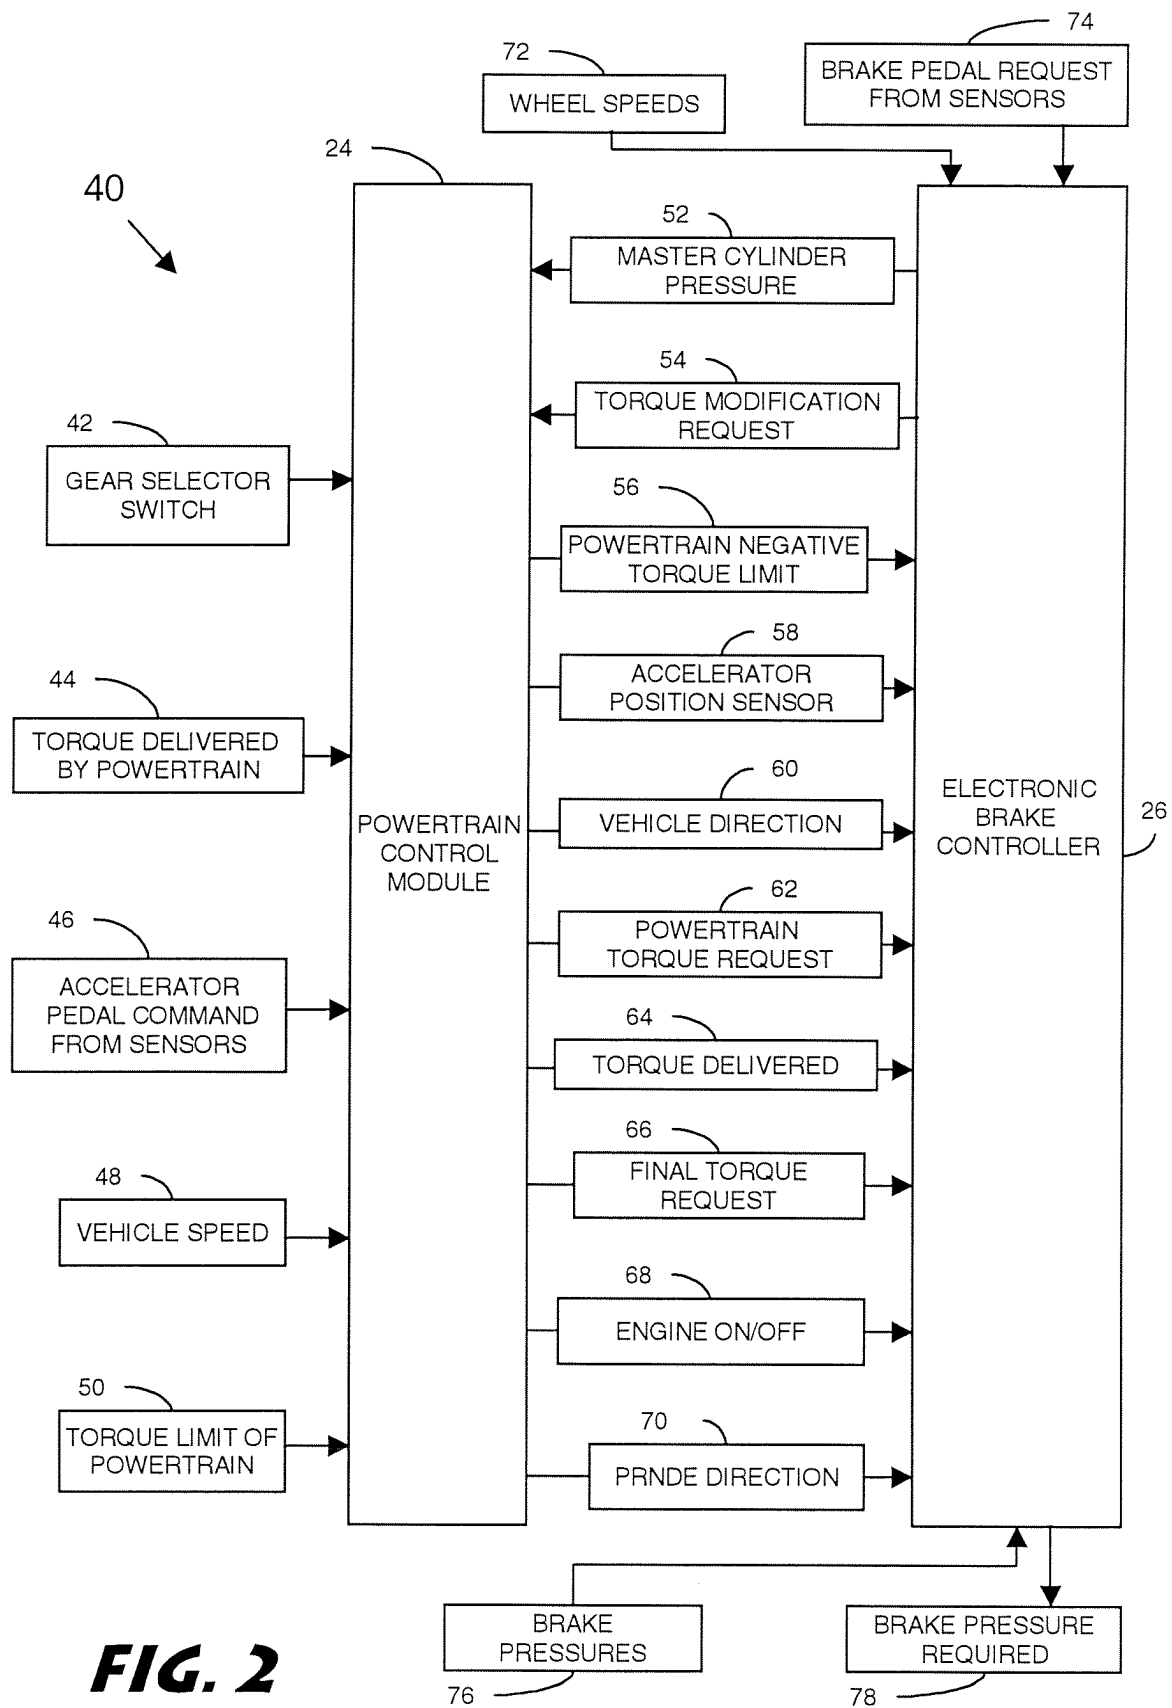 74
72
BRAKE PEDAL REQUEST
FROM SENSORS
WHEEL SPEEDS
24
40
52
MASTER CYLINDER
PRESSURE
54
TORQUE MODIFICATION
REQUEST
42
GEAR SELECTOR
SWITCH
56
POWERTRAIN NEGATIVE
TORQUE LIMIT
58
ACCELERATOR
POSITION SENSOR
44
TORQUE DELIVERED
BY POWERTRAIN
60
VEHICLE DIRECTION
POWERTRAIN
CONTROL
MODULE
ELECTRONIC
BRAKE
CONTROLLER
26
62
POWERTRAIN
TORQUE REQUEST
46
ACCELERATOR
PEDAL COMMAND
FROM SENSORS
64
TORQUE DELIVERED
66
FINAL TORQUE
REQUEST
48
VEHICLE SPEED
68
ENGINE ON/OFF
50
TORQUE LIMIT OF
POWERTRAIN
70
PRNDE DIRECTION
BRAKE
PRESSURES
76
BRAKE PRESSURE
REQUIRED
78
FIG. 2